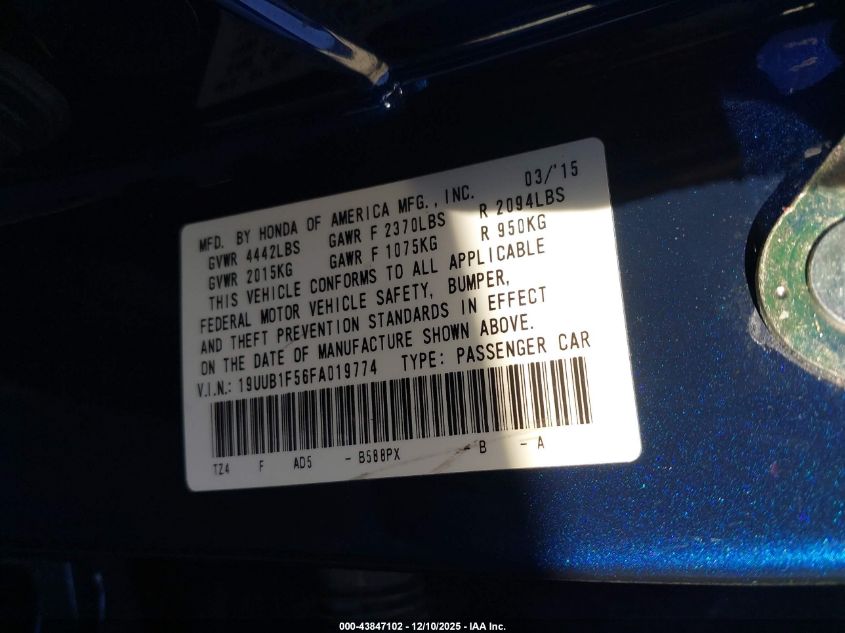 MFD. BY HONDA OF AMERICA MFG., INC. 03/'15
GVWR 4442LBS GAWR F 2370LBS R 2094LBS
GVWR 2015KG GAWR F 1075KG R 950KG
THIS VEHICLE CONFORMS TO ALL APPLICABLE
FEDERAL MOTOR VEHICLE SAFETY, BUMPER,
AND THEFT PREVENTION STANDARDS IN EFFECT
ON THE DATE OF MANUFACTURE SHOWN ABOVE.
V.I.N.: 19UUB1F56FA019774 TYPE: PASSENGER CAR
TZ4 F AD5 - B588PX - B - A
000-43847102 - 12/10/2025 - IAA Inc.